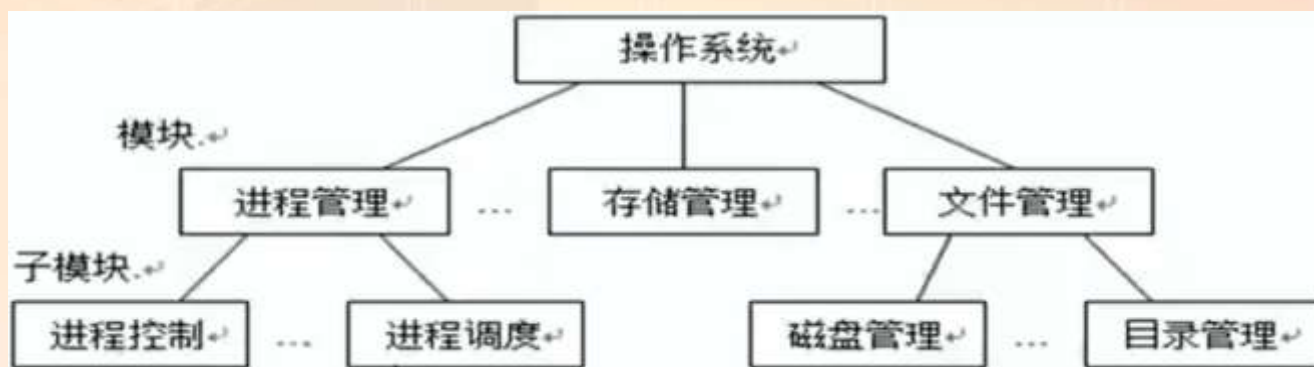 操作系统
模块.
进程管理 … 存储管理 … 文件管理
子模块.
进程控制 … 进程调度 磁盘管理 … 目录管理